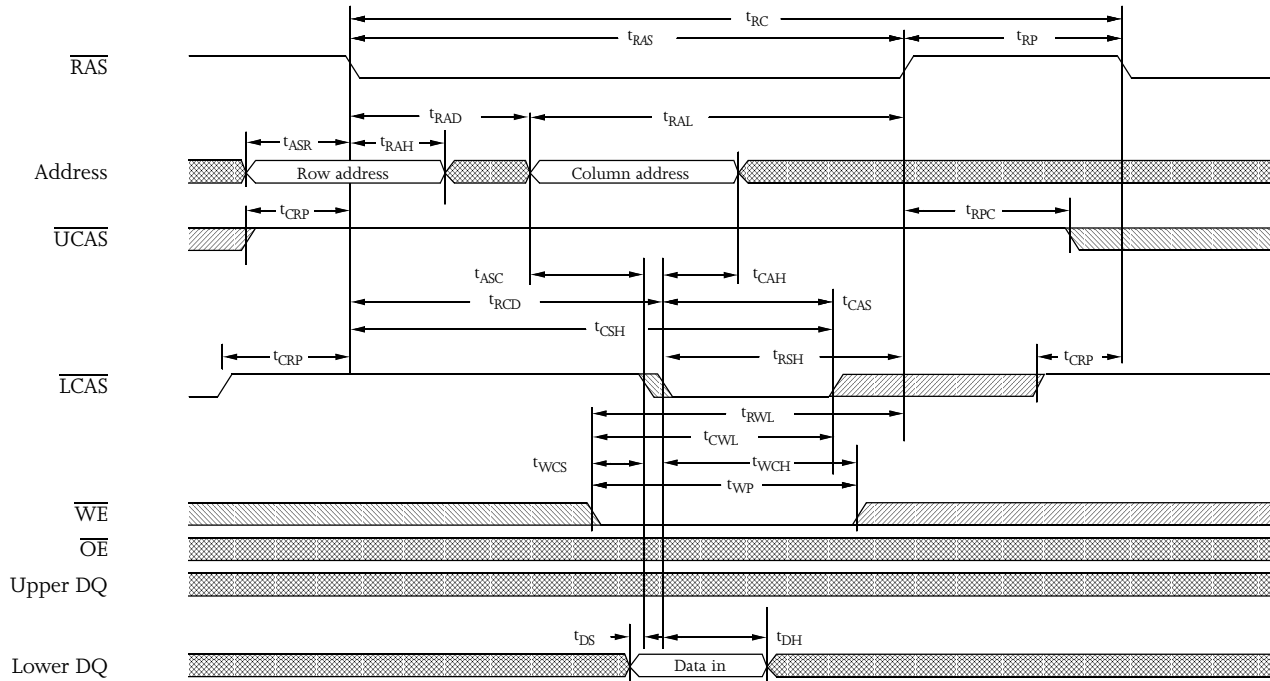 tRC
tRAS tRP
RAS
tRAD tRAL
tASR tRAH
Address Row address Column address
tCRP tRPC
UCAS
tASC tCAH
tRCD tCAS
tCSH
tCRP tRSH tCRP
LCAS
tRWL
tCWL
tWCS tWCH
tWP
WE
OE
Upper DQ
tDS tDH
Lower DQ Data in